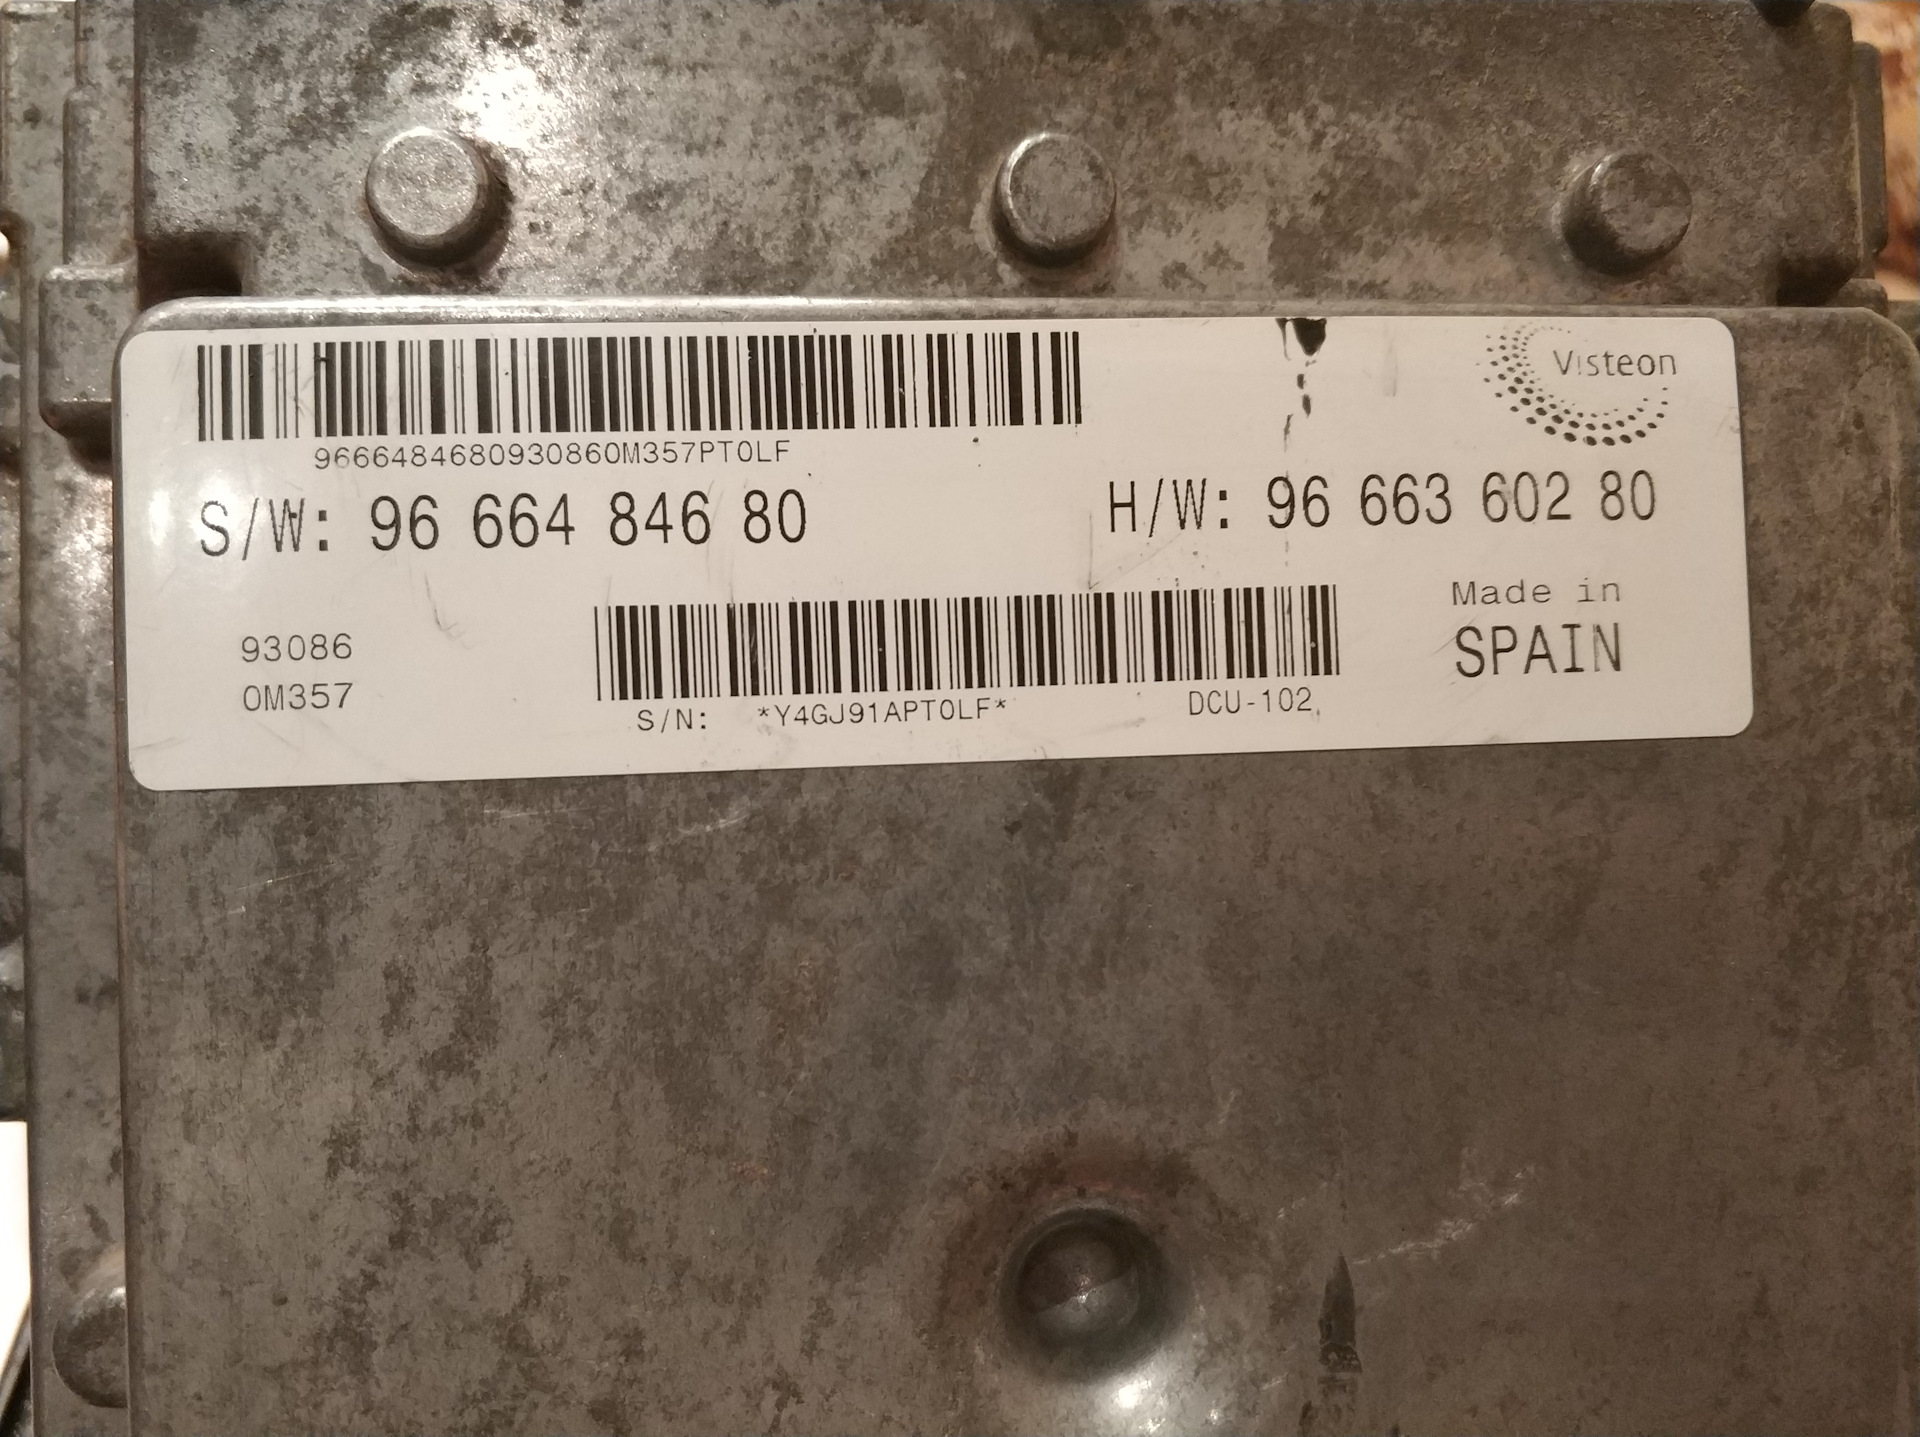 Visteon
9666484680930860M357PT0LF
S/W: 96 664 846 80
H/W: 96 663 602 80
Made in
SPAIN
93086
0M357
S/N: *Y4GJ91APT0LF*
DCU-102